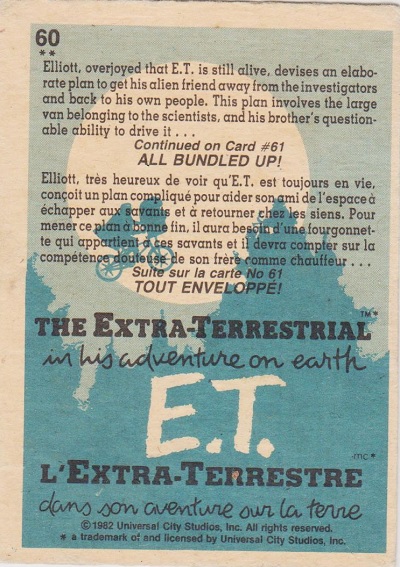 60
**
Elliott, overjoyed that E.T. is still alive, devises an elabo-
rate plan to get his alien friend away from the investigators
and back to his own people. This plan involves the large
van belonging to the scientists, and his brother's question-
able ability to drive it . . .
Continued on Card #61
ALL BUNDLED UP!
Elliott, très heureux de voir qu'E.T. est toujours en vie,
conçoit un plan compliqué pour aider son ami de l'espace à
échapper aux savants et à retourner chez les siens. Pour
mener ce plan à bonne fin, il aura besoin d'une fourgonnet-
te qui appartient à ces savants et il devra compter sur la
compétence douteuse de son frère comme chauffeur . . .
Suite sur la carte No 61
TOUT ENVELOPPÉ!
THE EXTRA-TERRESTRIAL TM*
in his adventure on earth
E.T.
mc*
L'EXTRA-TERRESTRE
dans son aventure sur la terre
©1982 Universal City Studios, Inc. All rights reserved.
* a trademark of and licensed by Universal City Studios, Inc.